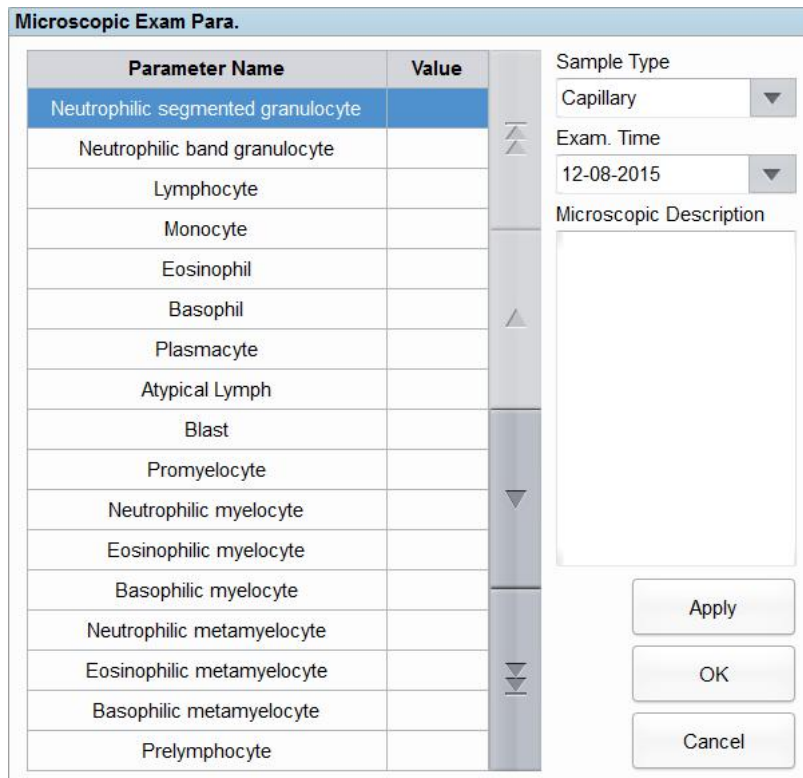 Microscopic Exam Para.
Parameter Name Value
Neutrophilic segmented granulocyte
Neutrophilic band granulocyte
Lymphocyte
Monocyte
Eosinophil
Basophil
Plasmacyte
Atypical Lymph
Blast
Promyelocyte
Neutrophilic myelocyte
Eosinophilic myelocyte
Basophilic myelocyte
Neutrophilic metamyelocyte
Eosinophilic metamyelocyte
Basophilic metamyelocyte
Prelymphocyte
Sample Type
Capillary
Exam. Time
12-08-2015
Microscopic Description
Apply
OK
Cancel